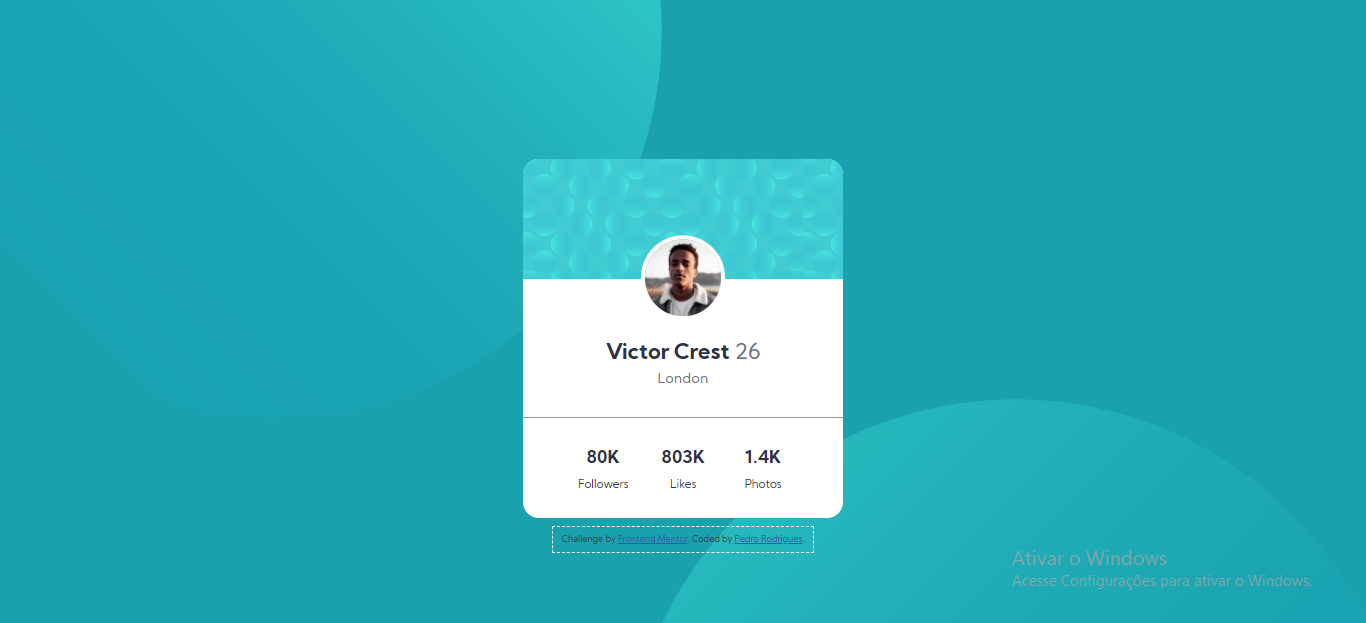 Victor Crest 26
London
80K 803K 1.4K
Followers Likes Photos
Challenge by Frontend Mentor. Coded by Pedro Rodrigues.
Ativar o Windows
Acesse Configurações para ativar o Windows.